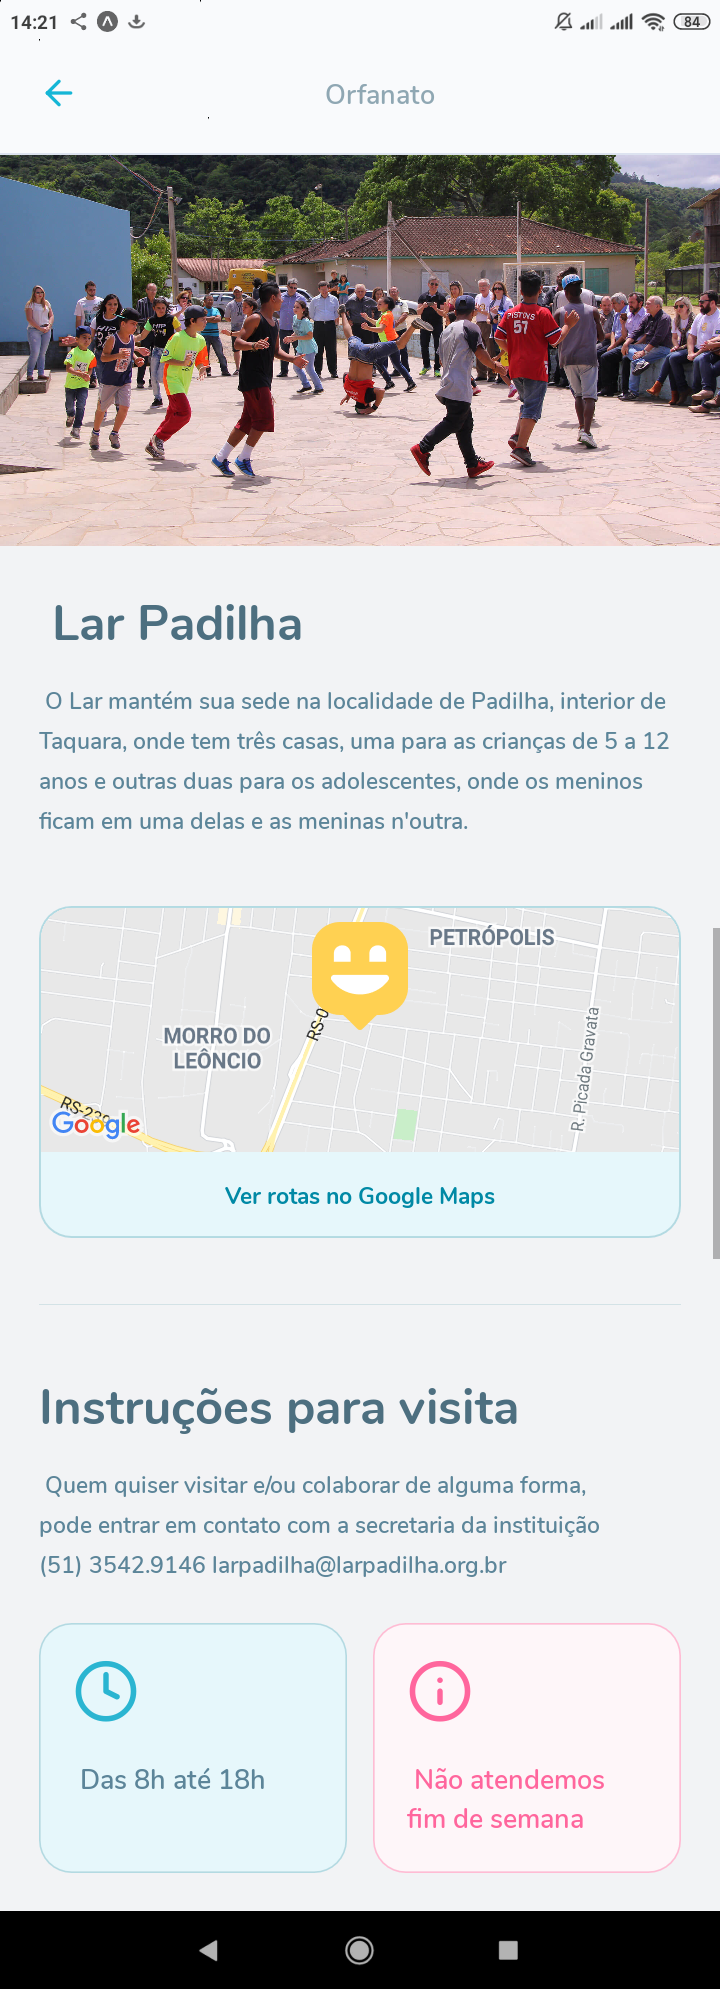 14:21
84
Orfanato
PISTONS
51
Lar Padilha
O Lar mantém sua sede na localidade de Padilha, interior de
Taquara, onde tem três casas, uma para as crianças de 5 a 12
anos e outras duas para os adolescentes, onde os meninos
ficam em uma delas e as meninas n'outra.
PETRÓPOLIS
MORRO DO
LEÔNCIO
RS-0
R. Picada Gravata
RS-239
Google
Ver rotas no Google Maps
Instruções para visita
Quem quiser visitar e/ou colaborar de alguma forma,
pode entrar em contato com a secretaria da instituição
(51) 3542.9146 larpadilha@larpadilha.org.br
Das 8h até 18h
Não atendemos
fim de semana